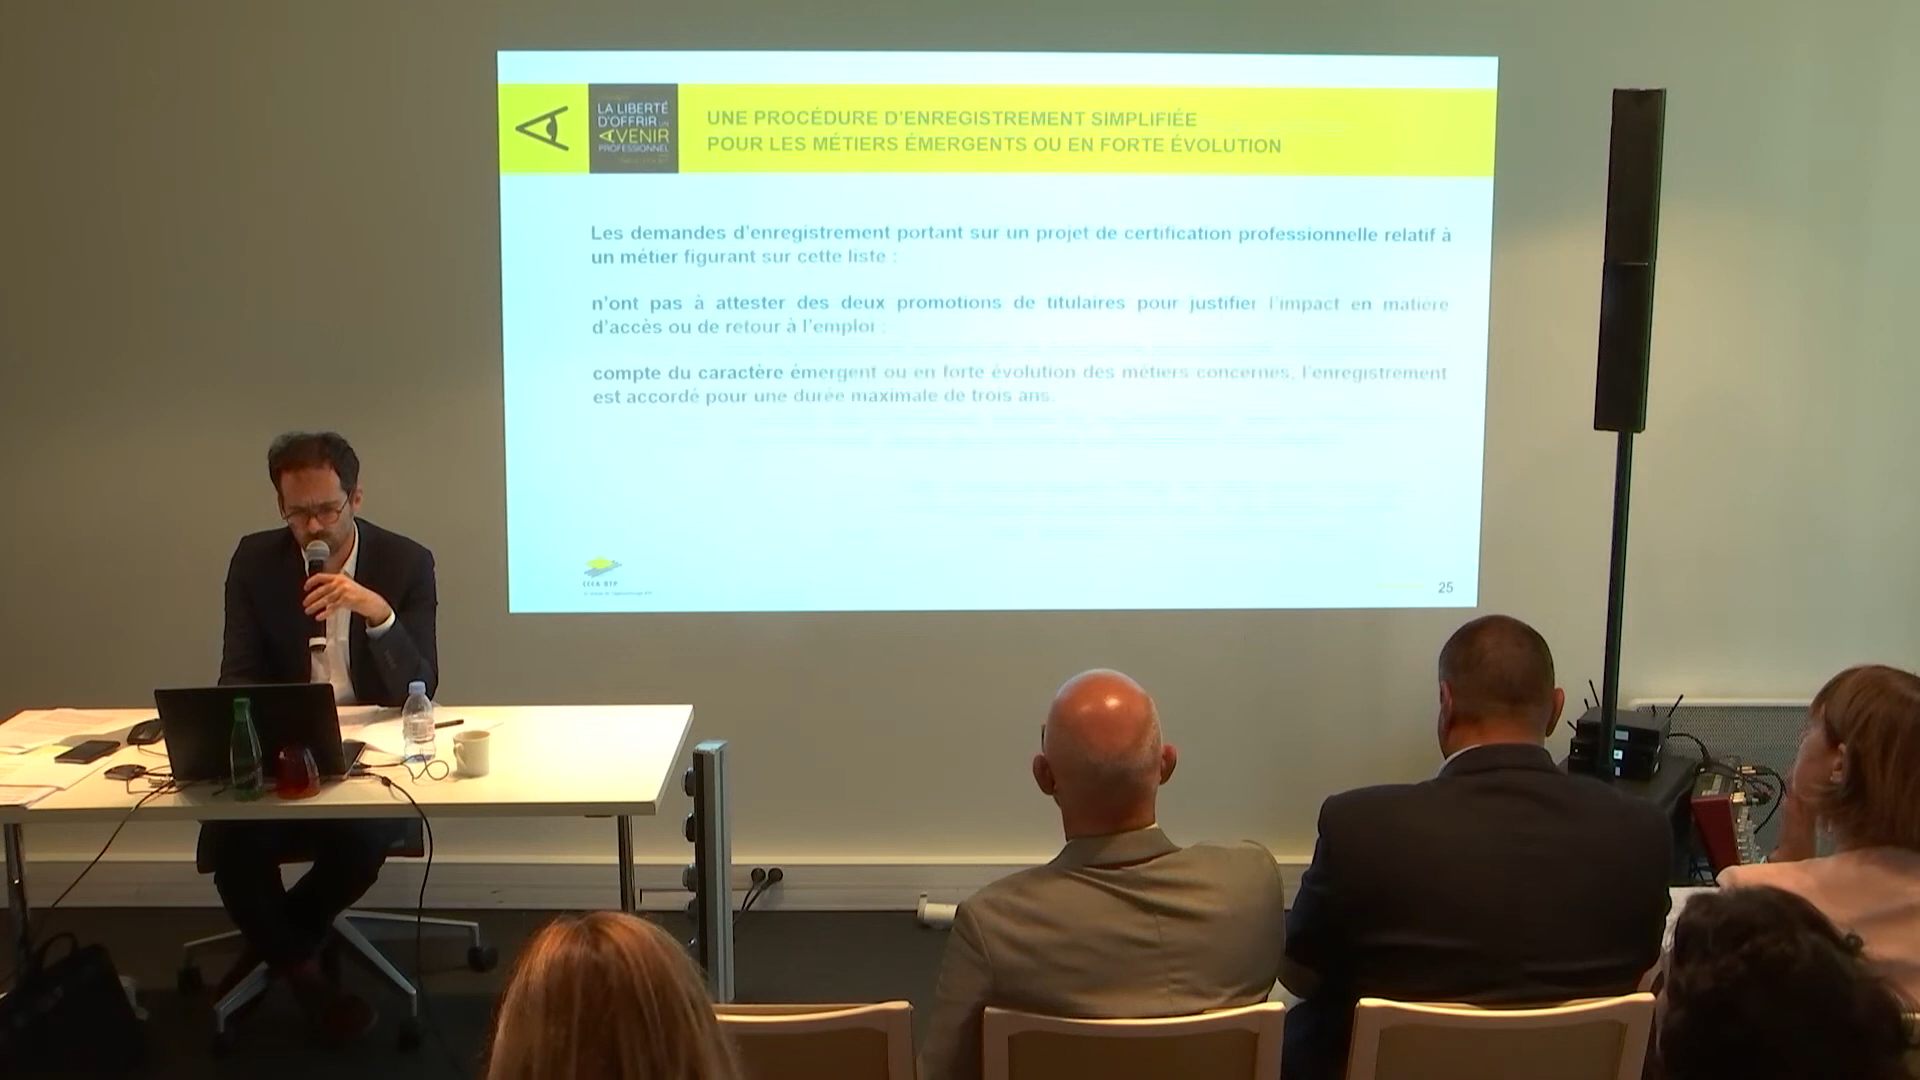 LA LIBERTÉ
D'OFFRIR UN
AVENIR
PROFESSIONNEL
UNE PROCÉDURE D'ENREGISTREMENT SIMPLIFIÉE
POUR LES MÉTIERS ÉMERGENTS OU EN FORTE ÉVOLUTION
Les demandes d'enregistrement portant sur un projet de certification professionnelle relatif à
un métier figurant sur cette liste :
n'ont pas à attester des deux promotions de titulaires pour justifier l'impact en matière
d'accès ou de retour à l'emploi ;
compte du caractère émergent ou en forte évolution des métiers concernés, l'enregistrement
est accordé pour une durée maximale de trois ans.
CCCA BTP
25